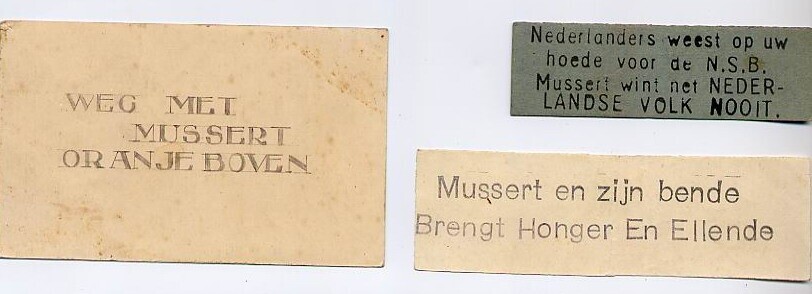 WEG MET
MUSSERT
ORANJE BOVEN
Nederlanders weest op uw
hoede voor de N.S.B.
Mussert wint net NEDER-
LANDSE VOLK NOOIT.
Mussert en zijn bende
Brengt Honger En Ellende